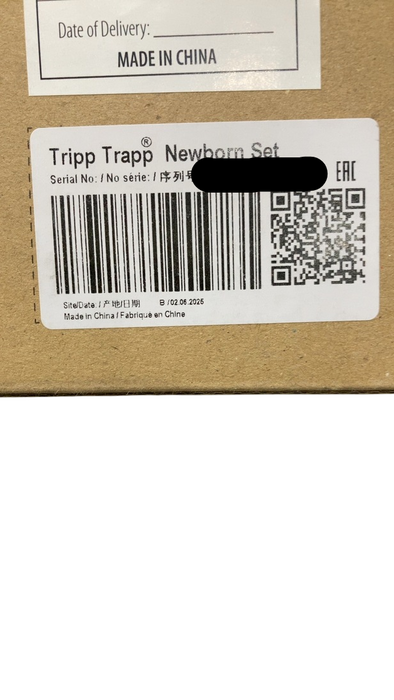 Date of Delivery:
MADE IN CHINA
Tripp Trapp® Newborn Set
Serial No: / No série: / 序列号
EAC
Site/Date: / 产地/日期 B / 02.06.2025
Made in China / Fabriqué en Chine